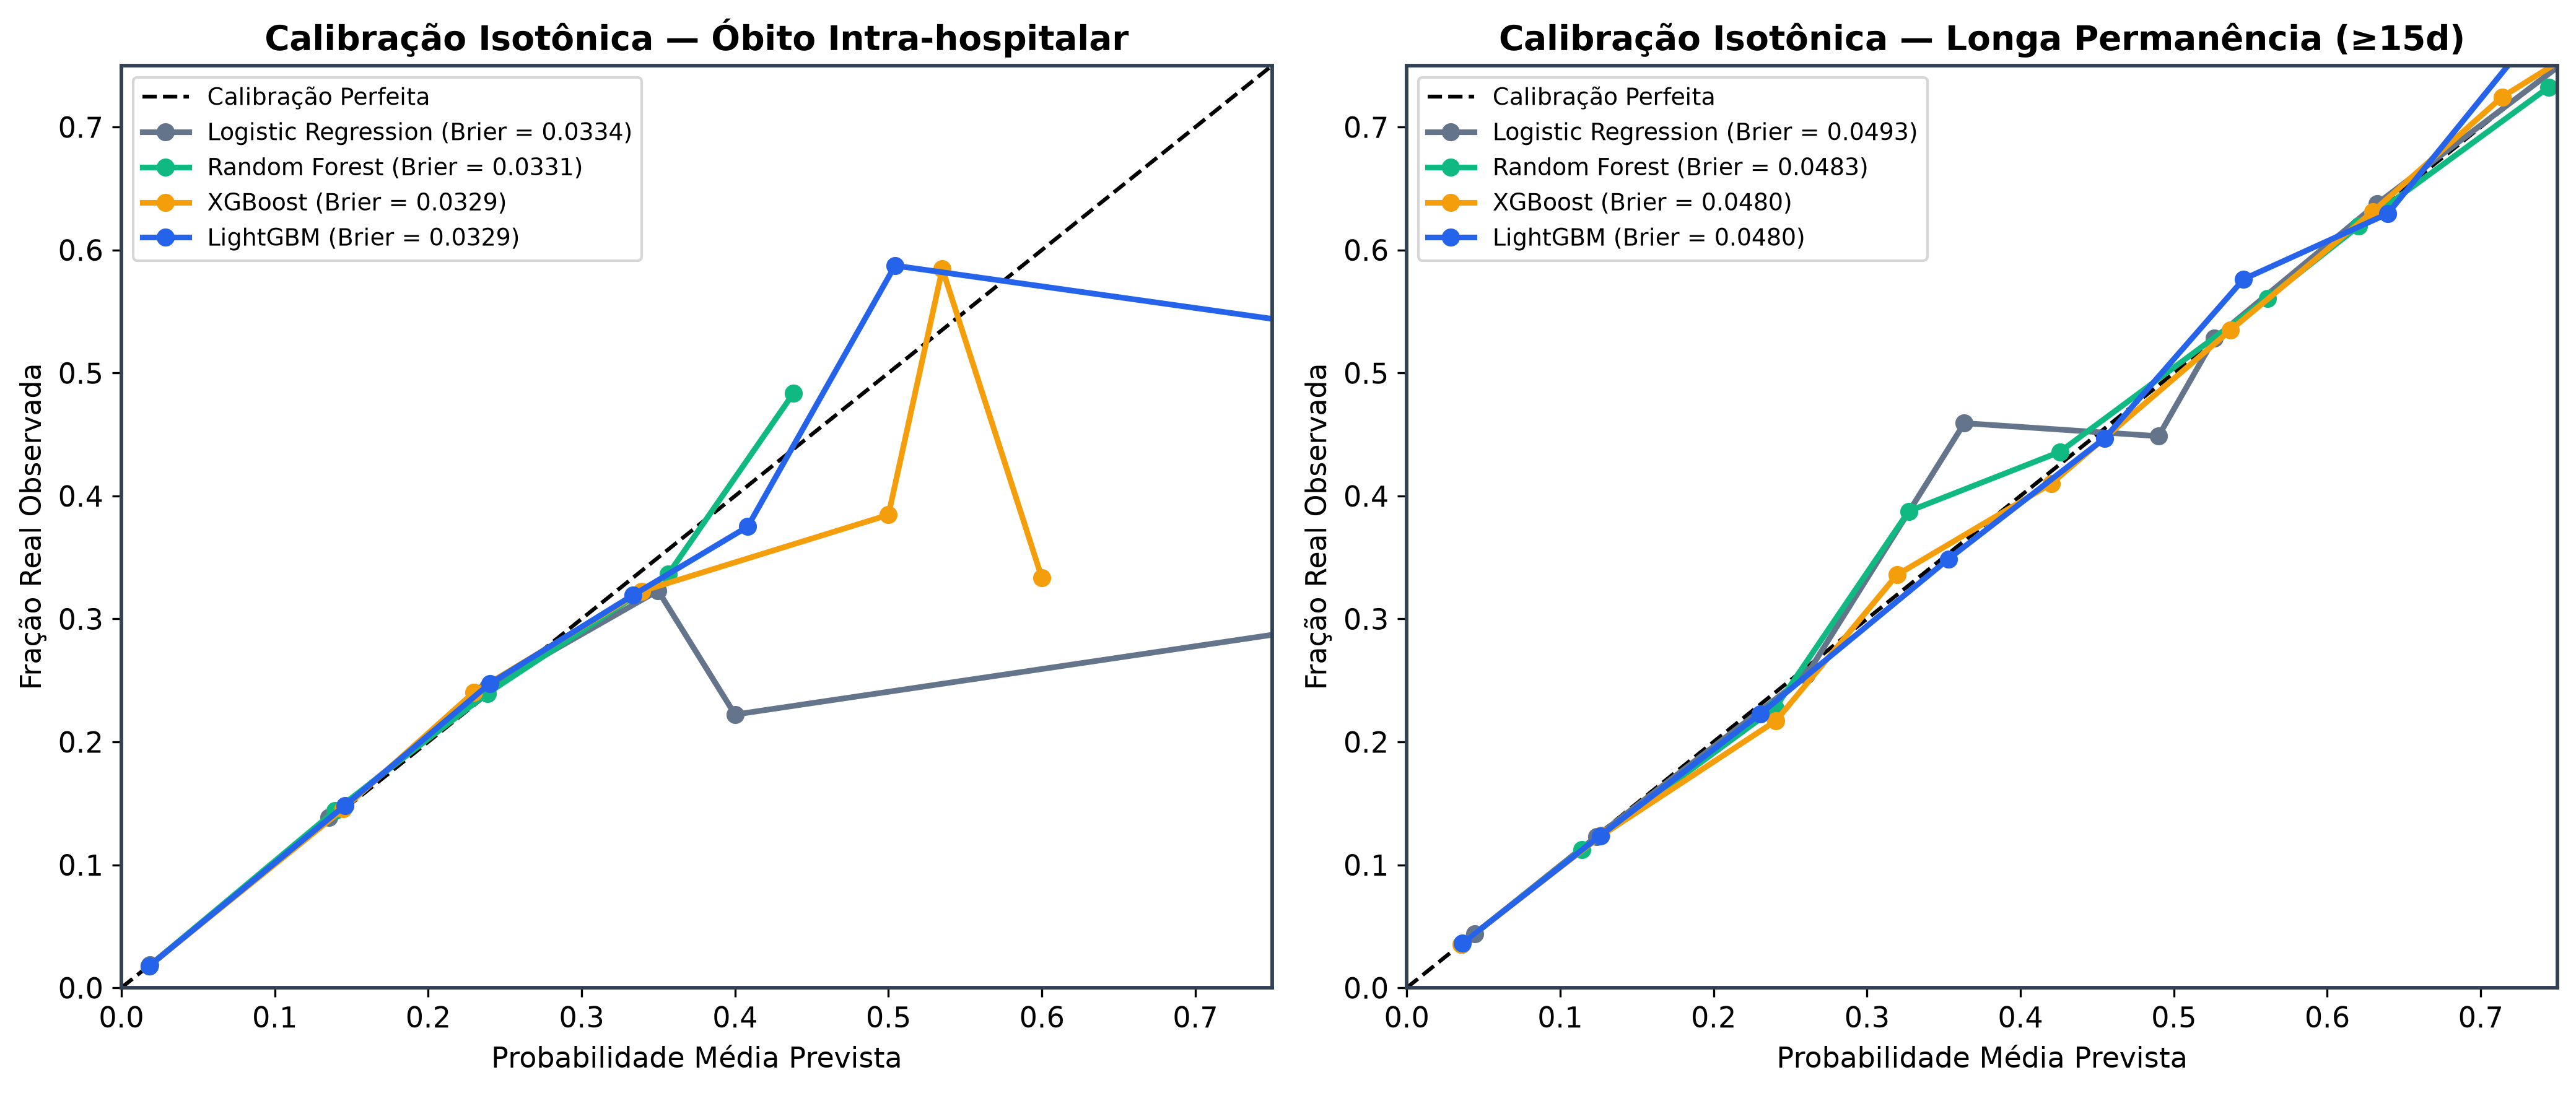 Calibração Isotônica — Óbito Intra-hospitalar
Calibração Perfeita
Logistic Regression (Brier = 0.0334)
Random Forest (Brier = 0.0331)
XGBoost (Brier = 0.0329)
LightGBM (Brier = 0.0329)
Fração Real Observada
0.7
0.6
0.5
0.4
0.3
0.2
0.1
0.0
0.0 0.1 0.2 0.3 0.4 0.5 0.6 0.7
Probabilidade Média Prevista
Calibração Isotônica — Longa Permanência (≥15d)
Calibração Perfeita
Logistic Regression (Brier = 0.0493)
Random Forest (Brier = 0.0483)
XGBoost (Brier = 0.0480)
LightGBM (Brier = 0.0480)
Fração Real Observada
0.7
0.6
0.5
0.4
0.3
0.2
0.1
0.0
0.0 0.1 0.2 0.3 0.4 0.5 0.6 0.7
Probabilidade Média Prevista